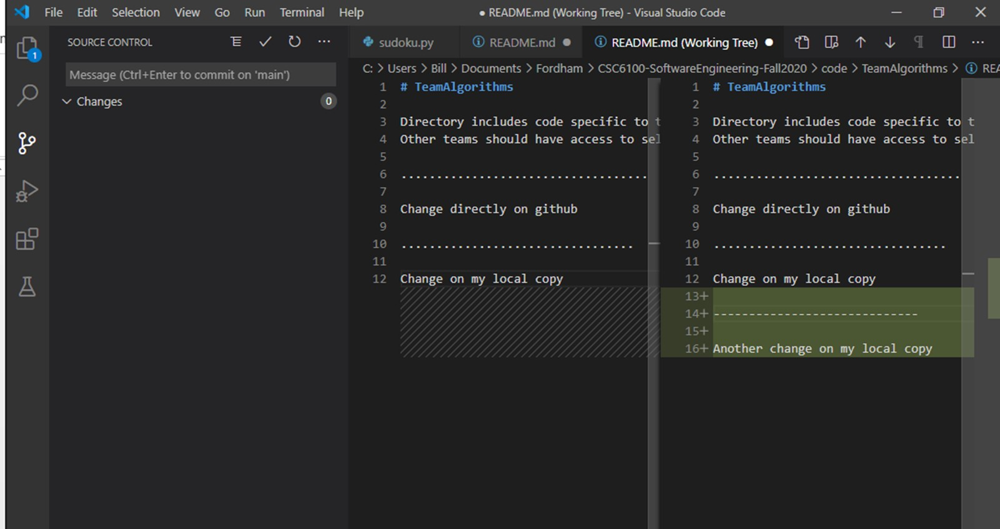 File Edit Selection View Go Run Terminal Help ● README.md (Working Tree) - Visual Studio Code
SOURCE CONTROL
sudoku.py README.md README.md (Working Tree)
1
Message (Ctrl+Enter to commit on 'main')
C: > Users > Bill > Documents > Fordham > CSC6100-SoftwareEngineering-Fall2020 > code > TeamAlgorithms > REA
Changes 0
1 # TeamAlgorithms
2
3 Directory includes code specific to t
4 Other teams should have access to sel
5
6 ...................................
7
8 Change directly on github
9
10 .................................
11
12 Change on my local copy
1 # TeamAlgorithms
2
3 Directory includes code specific to t
4 Other teams should have access to sel
5
6 ...................................
7
8 Change directly on github
9
10 .................................
11
12 Change on my local copy
13+
14+ -----------------------------
15+
16+ Another change on my local copy